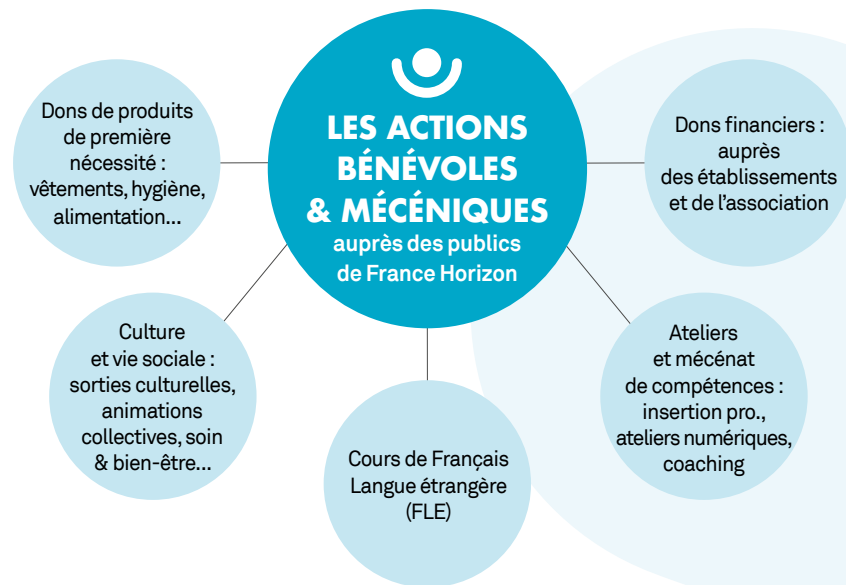 LES ACTIONS
BÉNÉVOLES
& MÉCÉNIQUES
auprès des publics
de France Horizon
Dons de produits
de première
nécessité :
vêtements, hygiène,
alimentation...
Dons financiers :
auprès
des établissements
et de l'association
Culture
et vie sociale :
sorties culturelles,
animations
collectives, soin
& bien-être...
Cours de Français
Langue étrangère
(FLE)
Ateliers
et mécénat
de compétences :
insertion pro.,
ateliers numériques,
coaching